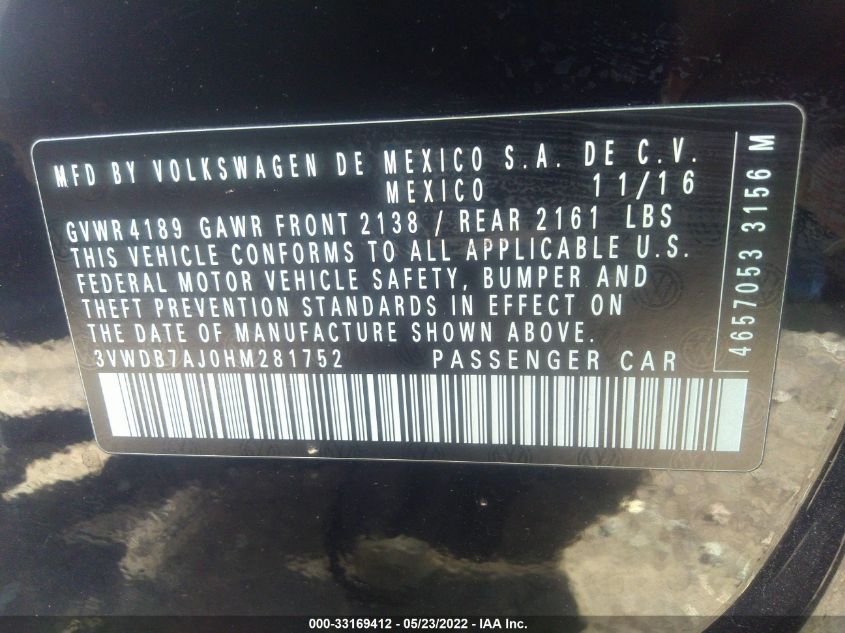 MFD BY VOLKSWAGEN DE MEXICO S.A. DE C.V.
MEXICO 11/16
GVWR 4189 GAWR FRONT 2138 / REAR 2161 LBS
THIS VEHICLE CONFORMS TO ALL APPLICABLE U.S.
FEDERAL MOTOR VEHICLE SAFETY, BUMPER AND
THEFT PREVENTION STANDARDS IN EFFECT ON
THE DATE OF MANUFACTURE SHOWN ABOVE.
3VWDB7AJ0HM281752 PASSENGER CAR
4657053 3156 M
000-33169412 - 05/23/2022 - IAA Inc.